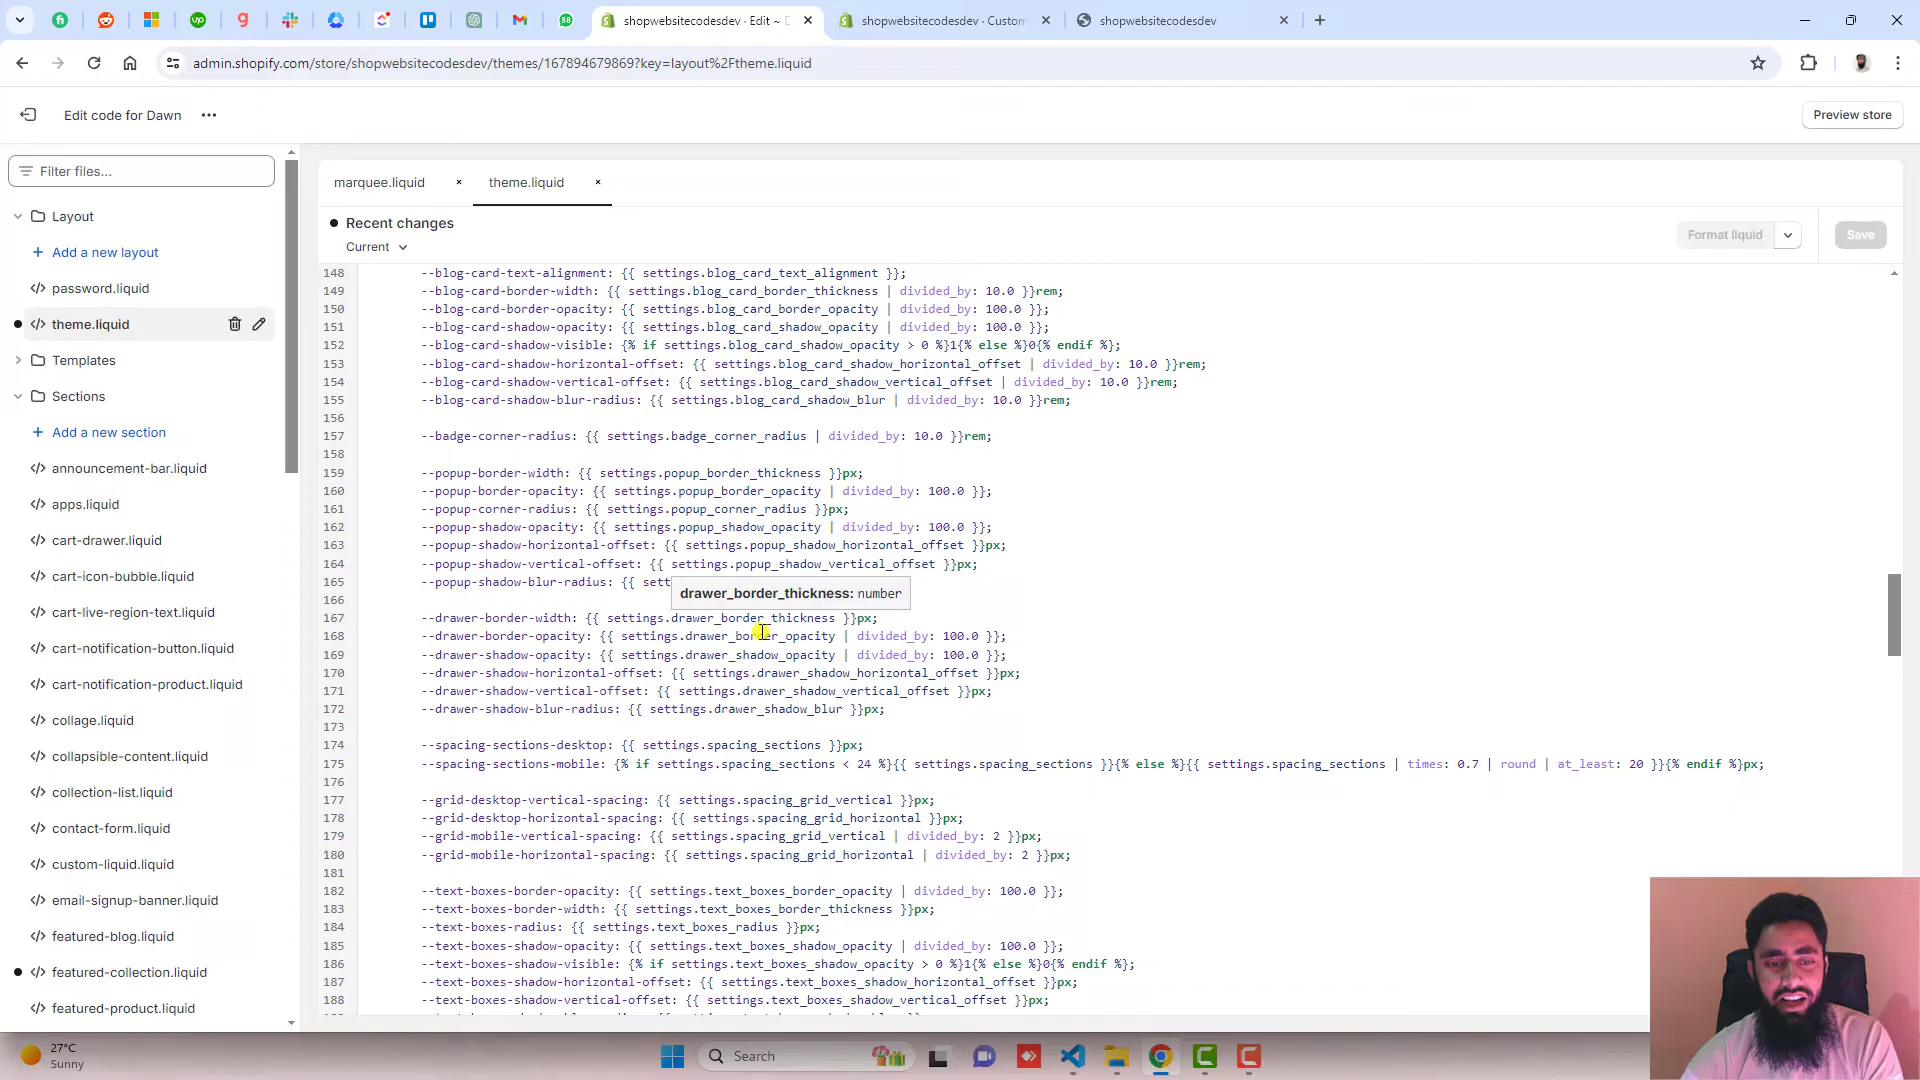 shopwebsitecodesdev · Edit ~ D
shopwebsitecodesdev · Custom
shopwebsitecodesdev
admin.shopify.com/store/shopwebsitecodesdev/themes/167894679869?key=layout%2Ftheme.liquid
Edit code for Dawn
Preview store
Filter files...
Layout
Add a new layout
password.liquid
theme.liquid
Templates
Sections
Add a new section
announcement-bar.liquid
apps.liquid
cart-drawer.liquid
cart-icon-bubble.liquid
cart-live-region-text.liquid
cart-notification-button.liquid
cart-notification-product.liquid
collage.liquid
collapsible-content.liquid
collection-list.liquid
contact-form.liquid
custom-liquid.liquid
email-signup-banner.liquid
featured-blog.liquid
featured-collection.liquid
featured-product.liquid
marquee.liquid
theme.liquid
Recent changes
Current
Format liquid
Save
148 --blog-card-text-alignment: {{ settings.blog_card_text_alignment }};
149 --blog-card-border-width: {{ settings.blog_card_border_thickness | divided_by: 10.0 }}rem;
150 --blog-card-border-opacity: {{ settings.blog_card_border_opacity | divided_by: 100.0 }};
151 --blog-card-shadow-opacity: {{ settings.blog_card_shadow_opacity | divided_by: 100.0 }};
152 --blog-card-shadow-visible: {% if settings.blog_card_shadow_opacity > 0 %}1{% else %}0{% endif %};
153 --blog-card-shadow-horizontal-offset: {{ settings.blog_card_shadow_horizontal_offset | divided_by: 10.0 }}rem;
154 --blog-card-shadow-vertical-offset: {{ settings.blog_card_shadow_vertical_offset | divided_by: 10.0 }}rem;
155 --blog-card-shadow-blur-radius: {{ settings.blog_card_shadow_blur | divided_by: 10.0 }}rem;
156
157 --badge-corner-radius: {{ settings.badge_corner_radius | divided_by: 10.0 }}rem;
158
159 --popup-border-width: {{ settings.popup_border_thickness }}px;
160 --popup-border-opacity: {{ settings.popup_border_opacity | divided_by: 100.0 }};
161 --popup-corner-radius: {{ settings.popup_corner_radius }}px;
162 --popup-shadow-opacity: {{ settings.popup_shadow_opacity | divided_by: 100.0 }};
163 --popup-shadow-horizontal-offset: {{ settings.popup_shadow_horizontal_offset }}px;
164 --popup-shadow-vertical-offset: {{ settings.popup_shadow_vertical_offset }}px;
165 --popup-shadow-blur-radius: {{ sett
drawer_border_thickness: number
166
167 --drawer-border-width: {{ settings.drawer_border_thickness }}px;
168 --drawer-border-opacity: {{ settings.drawer_border_opacity | divided_by: 100.0 }};
169 --drawer-shadow-opacity: {{ settings.drawer_shadow_opacity | divided_by: 100.0 }};
170 --drawer-shadow-horizontal-offset: {{ settings.drawer_shadow_horizontal_offset }}px;
171 --drawer-shadow-vertical-offset: {{ settings.drawer_shadow_vertical_offset }}px;
172 --drawer-shadow-blur-radius: {{ settings.drawer_shadow_blur }}px;
173
174 --spacing-sections-desktop: {{ settings.spacing_sections }}px;
175 --spacing-sections-mobile: {% if settings.spacing_sections < 24 %}{{ settings.spacing_sections }}{% else %}{{ settings.spacing_sections | times: 0.7 | round | at_least: 20 }}{% endif %}px;
176
177 --grid-desktop-vertical-spacing: {{ settings.spacing_grid_vertical }}px;
178 --grid-desktop-horizontal-spacing: {{ settings.spacing_grid_horizontal }}px;
179 --grid-mobile-vertical-spacing: {{ settings.spacing_grid_vertical | divided_by: 2 }}px;
180 --grid-mobile-horizontal-spacing: {{ settings.spacing_grid_horizontal | divided_by: 2 }}px;
181
182 --text-boxes-border-opacity: {{ settings.text_boxes_border_opacity | divided_by: 100.0 }};
183 --text-boxes-border-width: {{ settings.text_boxes_border_thickness }}px;
184 --text-boxes-radius: {{ settings.text_boxes_radius }}px;
185 --text-boxes-shadow-opacity: {{ settings.text_boxes_shadow_opacity | divided_by: 100.0 }};
186 --text-boxes-shadow-visible: {% if settings.text_boxes_shadow_opacity > 0 %}1{% else %}0{% endif %};
187 --text-boxes-shadow-horizontal-offset: {{ settings.text_boxes_shadow_horizontal_offset }}px;
188 --text-boxes-shadow-vertical-offset: {{ settings.text_boxes_shadow_vertical_offset }}px;
27°C
Sunny
Search